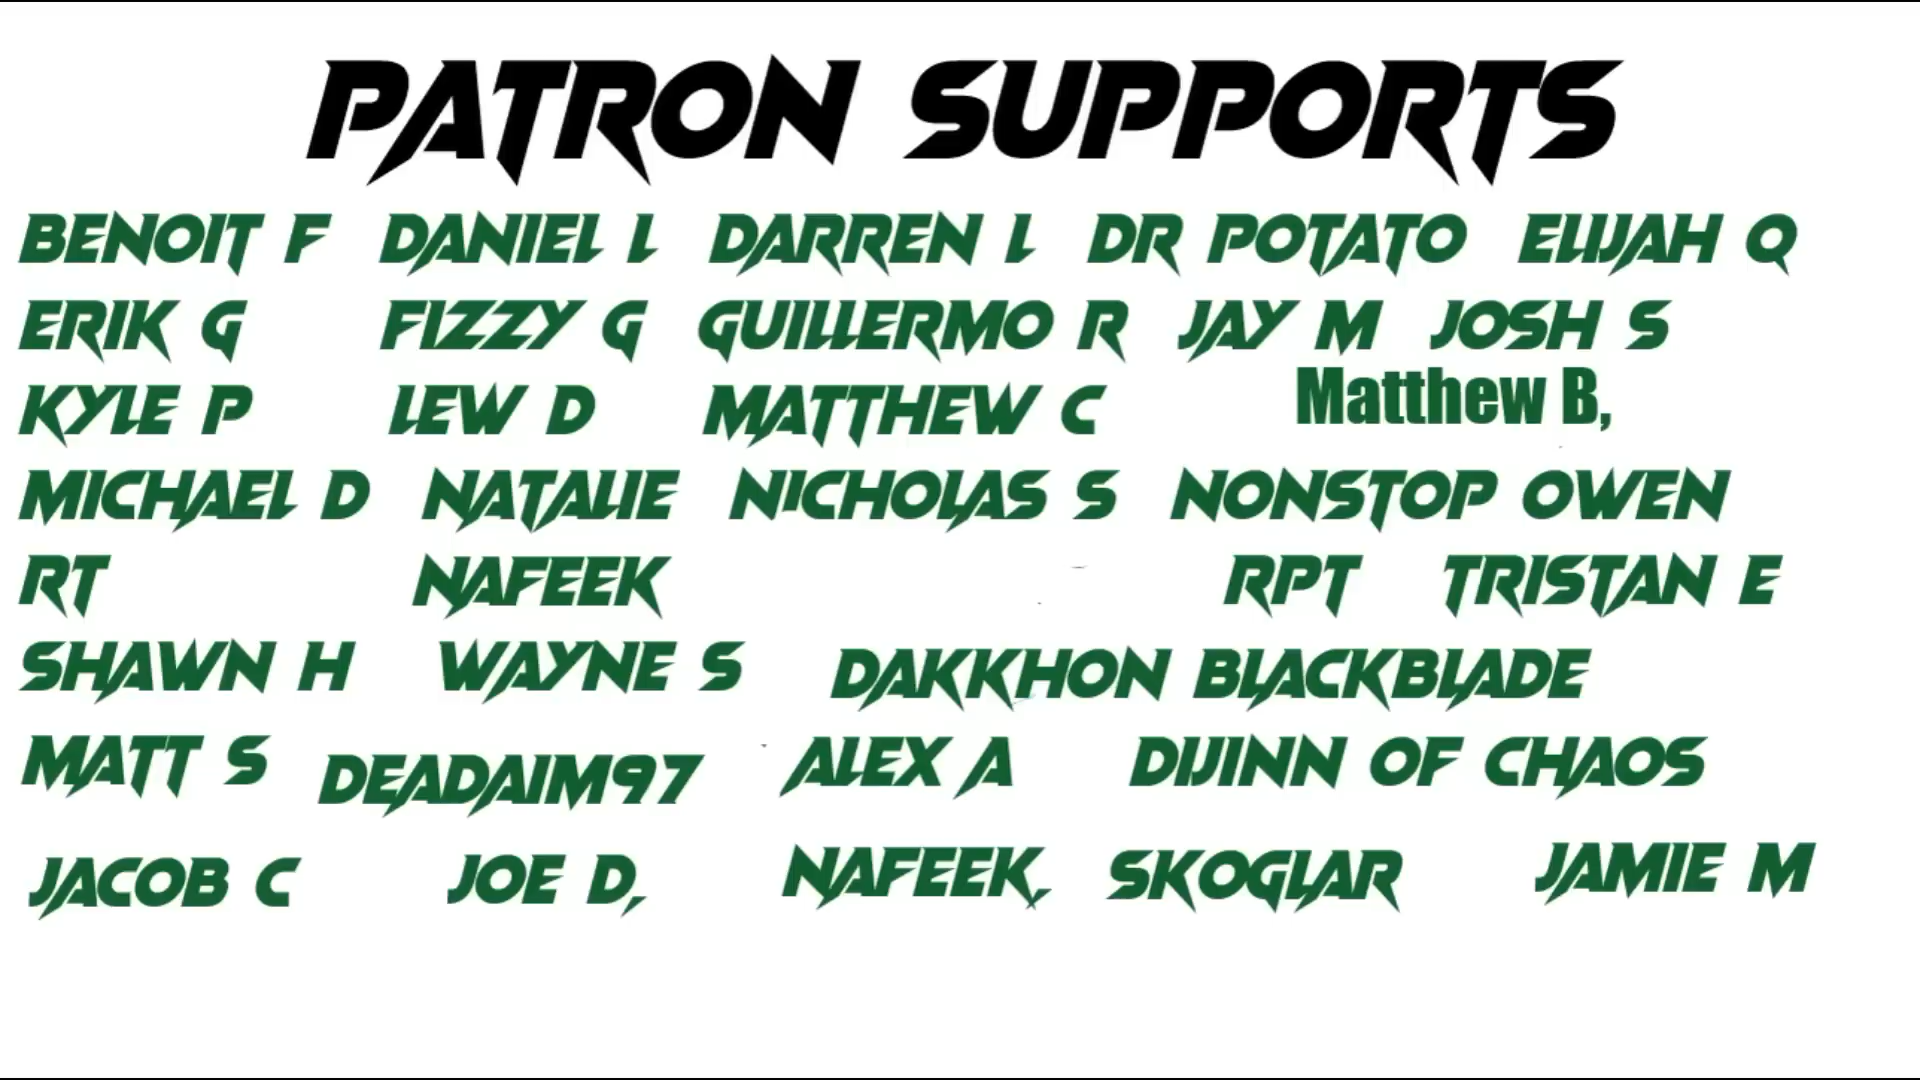 PATRON SUPPORTS
BENOIT F DANIEL L DARREN L DR POTATO ELIJAH Q
ERIK G FIZZY G GUILLERMO R JAY M JOSH S
KYLE P LEW D MATTHEW C Matthew B,
MICHAEL D NATALIE NICHOLAS S NONSTOP OWEN
RT NAFEEK RPT TRISTAN E
SHAWN H WAYNE S DAKKHON BLACKBLADE
MATT S DEADAIM97 ALEX A DIJINN OF CHAOS
JACOB C JOE D, NAFEEK, SKOGLAR JAMIE M